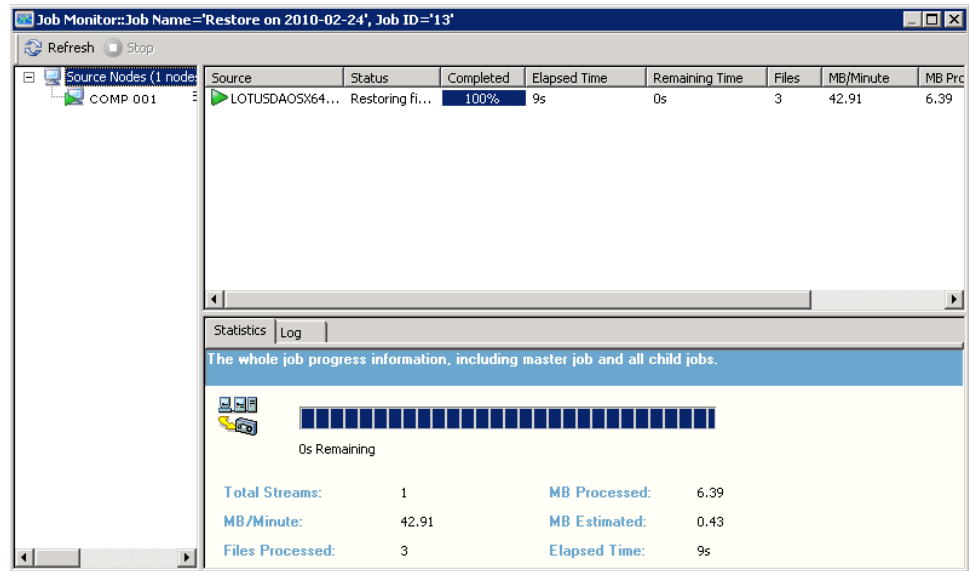 Job Monitor::Job Name='Restore on 2010-02-24', Job ID='13'
Refresh Stop
Source Nodes (1 node
COMP 001
Source Status Completed Elapsed Time Remaining Time Files MB/Minute MB Prc
LOTUSDAOSX64... Restoring fi... 100% 9s 0s 3 42.91 6.39
Statistics Log
The whole job progress information, including master job and all child jobs.
0s Remaining
Total Streams: 1 MB Processed: 6.39
MB/Minute: 42.91 MB Estimated: 0.43
Files Processed: 3 Elapsed Time: 9s